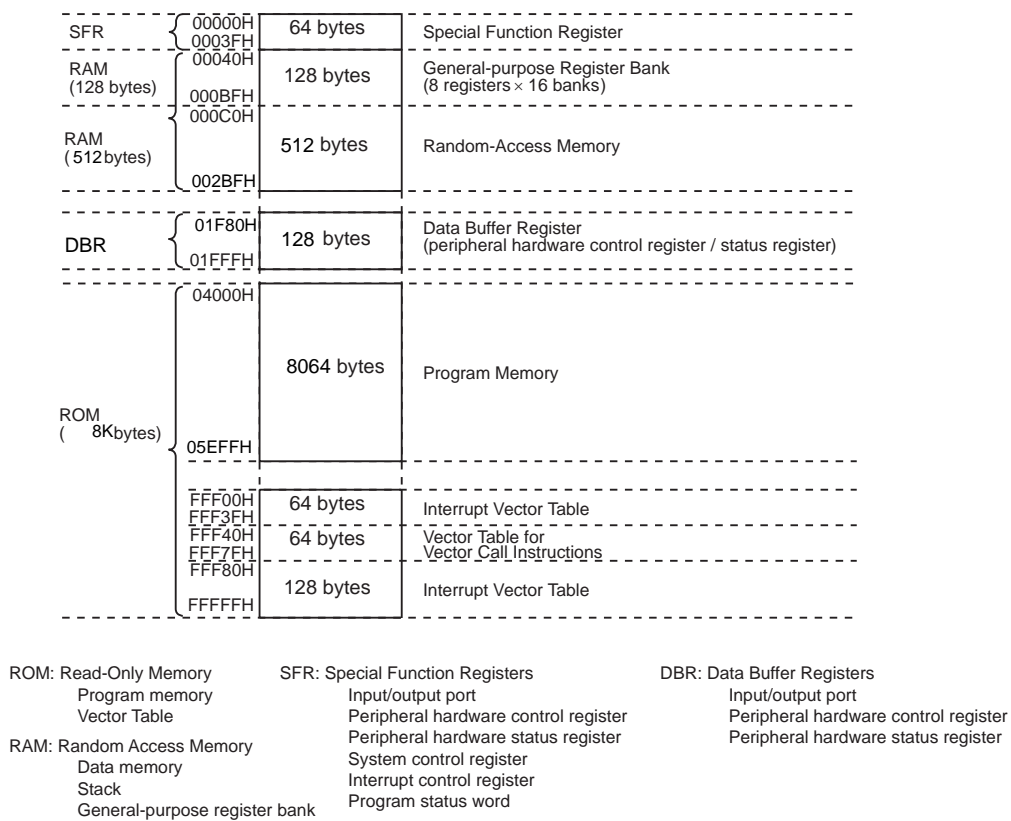 SFR
00000H
0003FH
64 bytes
Special Function Register
RAM
(128 bytes)
00040H
000BFH
128 bytes
General-purpose Register Bank
(8 registers × 16 banks)
RAM
(512bytes)
000C0H
002BFH
512 bytes
Random-Access Memory
DBR
01F80H
01FFFH
128 bytes
Data Buffer Register
(peripheral hardware control register / status register)
ROM
( 8Kbytes)
04000H
05EFFH
8064 bytes
Program Memory
FFF00H
FFF3FH
64 bytes
Interrupt Vector Table
FFF40H
FFF7FH
64 bytes
Vector Table for
Vector Call Instructions
FFF80H
FFFFFH
128 bytes
Interrupt Vector Table
ROM: Read-Only Memory
Program memory
Vector Table
RAM: Random Access Memory
Data memory
Stack
General-purpose register bank
SFR: Special Function Registers
Input/output port
Peripheral hardware control register
Peripheral hardware status register
System control register
Interrupt control register
Program status word
DBR: Data Buffer Registers
Input/output port
Peripheral hardware control register
Peripheral hardware status register